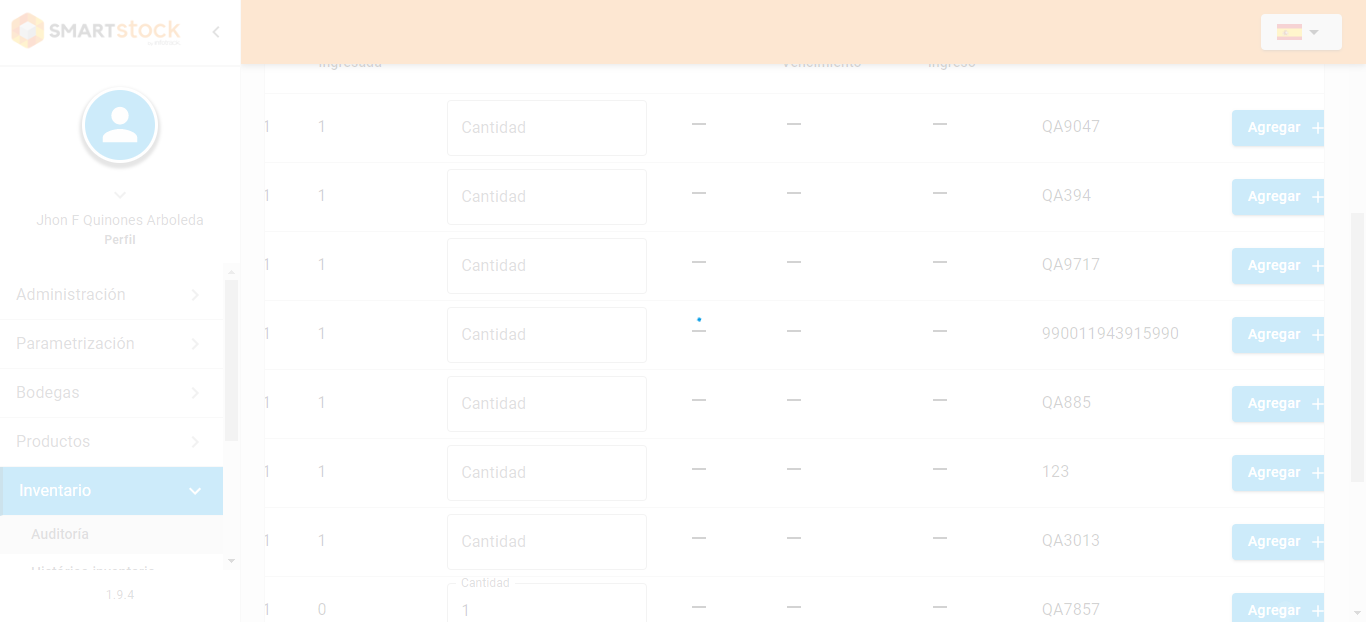 SMARTstock
Ingresada Vencimiento Ingreso
1 1 Cantidad — — — QA9047 Agregar +
1 1 Cantidad — — — QA394 Agregar +
1 1 Cantidad — — — QA9717 Agregar +
1 1 Cantidad — — — 990011943915990 Agregar +
1 1 Cantidad — — — QA885 Agregar +
1 1 Cantidad — — — 123 Agregar +
1 1 Cantidad — — — QA3013 Agregar +
Cantidad
1 0 1 — — — QA7857 Agregar +
Jhon F Quinones Arboleda
Perfil
Administración
Parametrización
Bodegas
Productos
Inventario
Auditoría
Histórico inventario
1.9.4